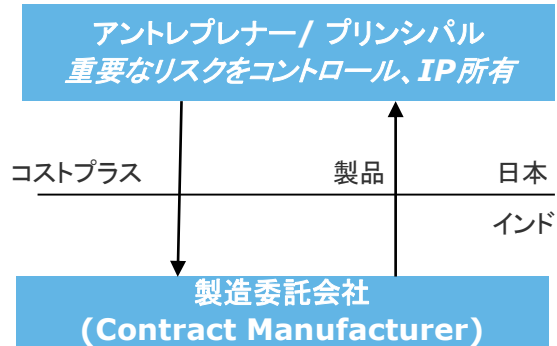 アントレプレナー/ プリンシパル
重要なリスクをコントロール、IP所有
コストプラス
製品
日本
インド
製造委託会社
(Contract Manufacturer)